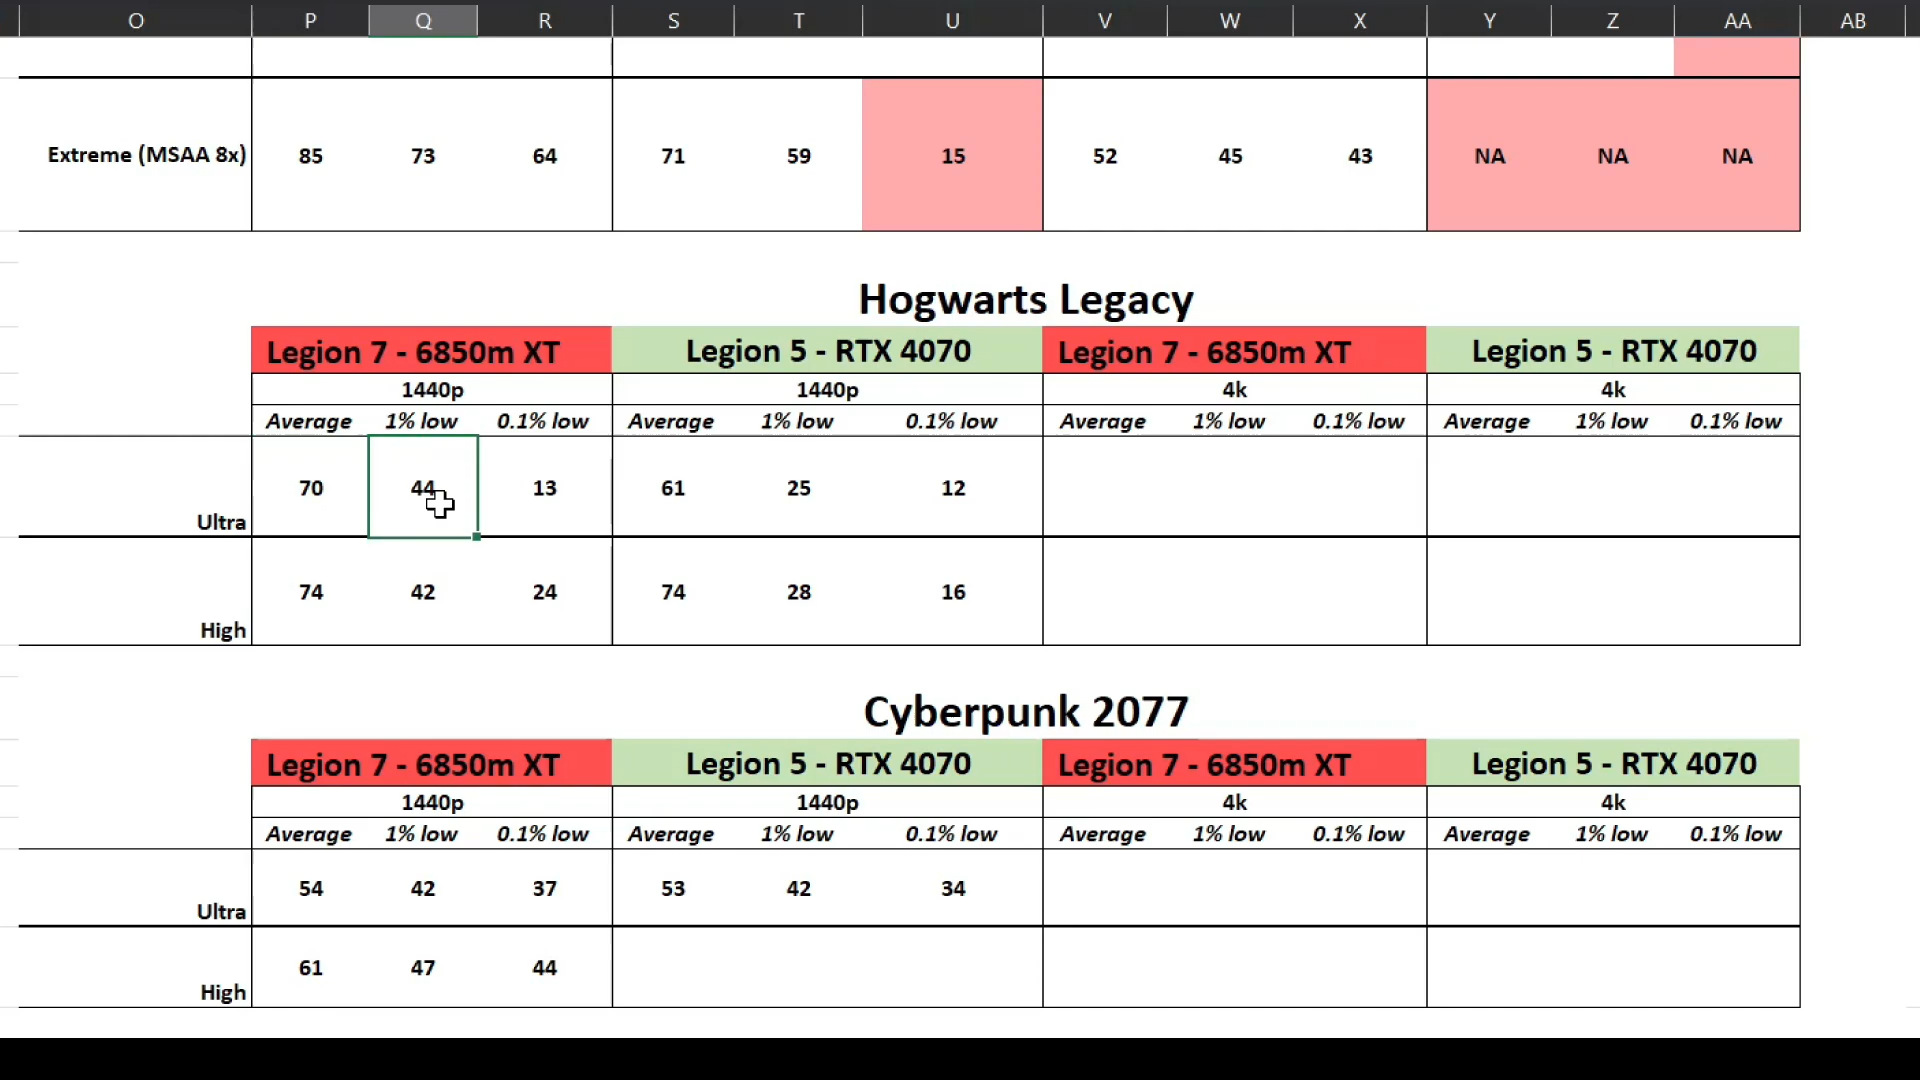 O P Q R S T U V W X Y Z AA AB
Extreme (MSAA 8x) 85 73 64 71 59 15 52 45 43 NA NA NA
Hogwarts Legacy
Legion 7 - 6850m XT Legion 5 - RTX 4070 Legion 7 - 6850m XT Legion 5 - RTX 4070
1440p 1440p 4k 4k
Average 1% low 0.1% low Average 1% low 0.1% low Average 1% low 0.1% low Average 1% low 0.1% low
70 44 13 61 25 12
Ultra
74 42 24 74 28 16
High
Cyberpunk 2077
Legion 7 - 6850m XT Legion 5 - RTX 4070 Legion 7 - 6850m XT Legion 5 - RTX 4070
1440p 1440p 4k 4k
Average 1% low 0.1% low Average 1% low 0.1% low Average 1% low 0.1% low Average 1% low 0.1% low
54 42 37 53 42 34
Ultra
61 47 44
High